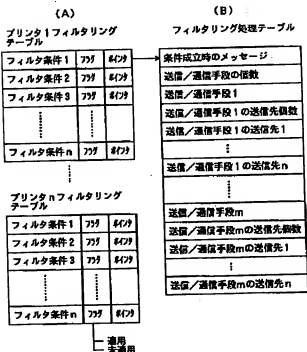 (A)
プリンタ1フィルタリング
テーブル
フィルタ条件1 フラグ ポインタ
フィルタ条件2 フラグ ポインタ
フィルタ条件3 フラグ ポインタ
フィルタ条件n フラグ ポインタ
プリンタnフィルタリング
テーブル
フィルタ条件1 フラグ ポインタ
フィルタ条件2 フラグ ポインタ
フィルタ条件3 フラグ ポインタ
フィルタ条件n フラグ ポインタ
適用
未適用
(B)
フィルタリング処理テーブル
条件成立時のメッセージ
送信/通信手段の個数
送信/通信手段1
送信/通信手段1の送信先個数
送信/通信手段1の送信先1
送信/通信手段1の送信先n
送信/通信手段m
送信/通信手段mの送信先個数
送信/通信手段mの送信先1
送信/通信手段mの送信先n